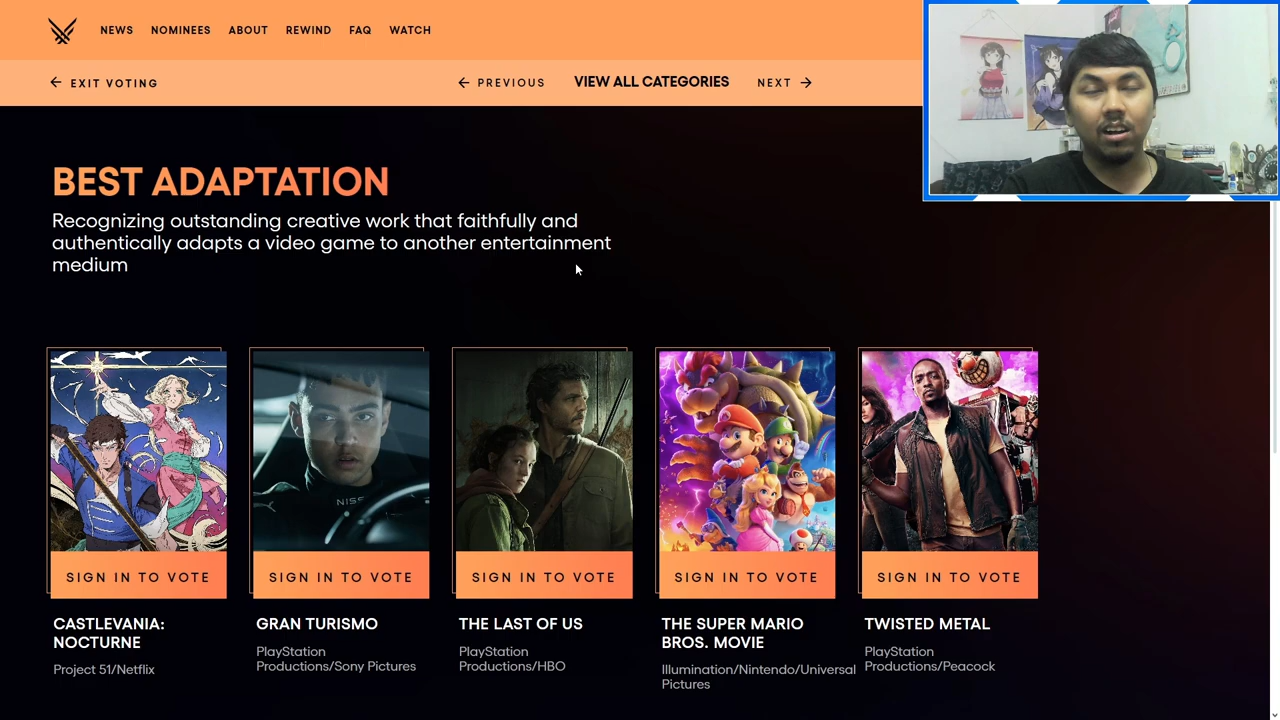 NEWS NOMINEES ABOUT REWIND FAQ WATCH
EXIT VOTING
PREVIOUS VIEW ALL CATEGORIES NEXT
BEST ADAPTATION
Recognizing outstanding creative work that faithfully and
authentically adapts a video game to another entertainment
medium
NISS
SIGN IN TO VOTE SIGN IN TO VOTE SIGN IN TO VOTE SIGN IN TO VOTE SIGN IN TO VOTE
CASTLEVANIA:
NOCTURNE
Project 51/Netflix
GRAN TURISMO
PlayStation
Productions/Sony Pictures
THE LAST OF US
PlayStation
Productions/HBO
THE SUPER MARIO
BROS. MOVIE
Illumination/Nintendo/Universal
Pictures
TWISTED METAL
PlayStation
Productions/Peacock